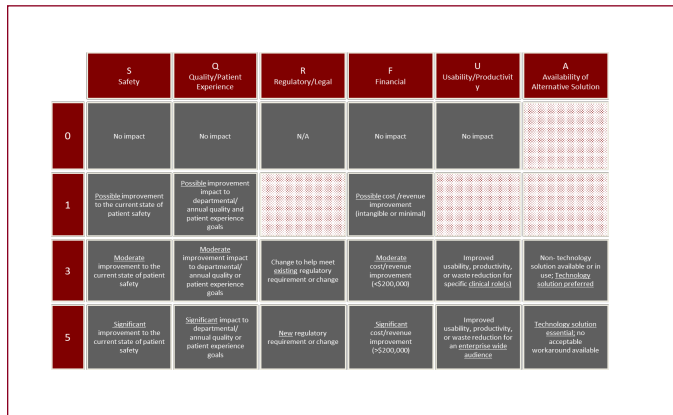 S
Safety
Q
Quality/Patient
Experience
R
Regulatory/Legal
F
Financial
U
Usability/Productivit
y
A
Availability of
Alternative Solution
0
No impact
No impact
N/A
No impact
No impact
1
Possible improvement
to the current state of
patient safety
Possible improvement
impact to
departmental/
annual quality and
patient experience
goals
Possible cost /revenue
improvement
(intangible or minimal)
3
Moderate
improvement to the
current state of patient
safety
Moderate
improvement impact
to departmental/
annual quality or
patient experience
goals
Change to help meet
existing regulatory
requirement or change
Moderate
cost/revenue
improvement
(<$200,000)
Improved
usability, productivity,
or waste reduction for
specific clinical role(s)
Non- technology
solution available or in
use; Technology
solution preferred
5
Significant
improvement to the
current state of patient
safety
Significant impact to
departmental/
annual quality or
patient experience
goals
New regulatory
requirement or change
Significant
cost/revenue
improvement
(>$200,000)
Improved
usability, productivity,
or waste reduction for
an enterprise wide
audience
Technology solution
essential; no
acceptable
workaround available